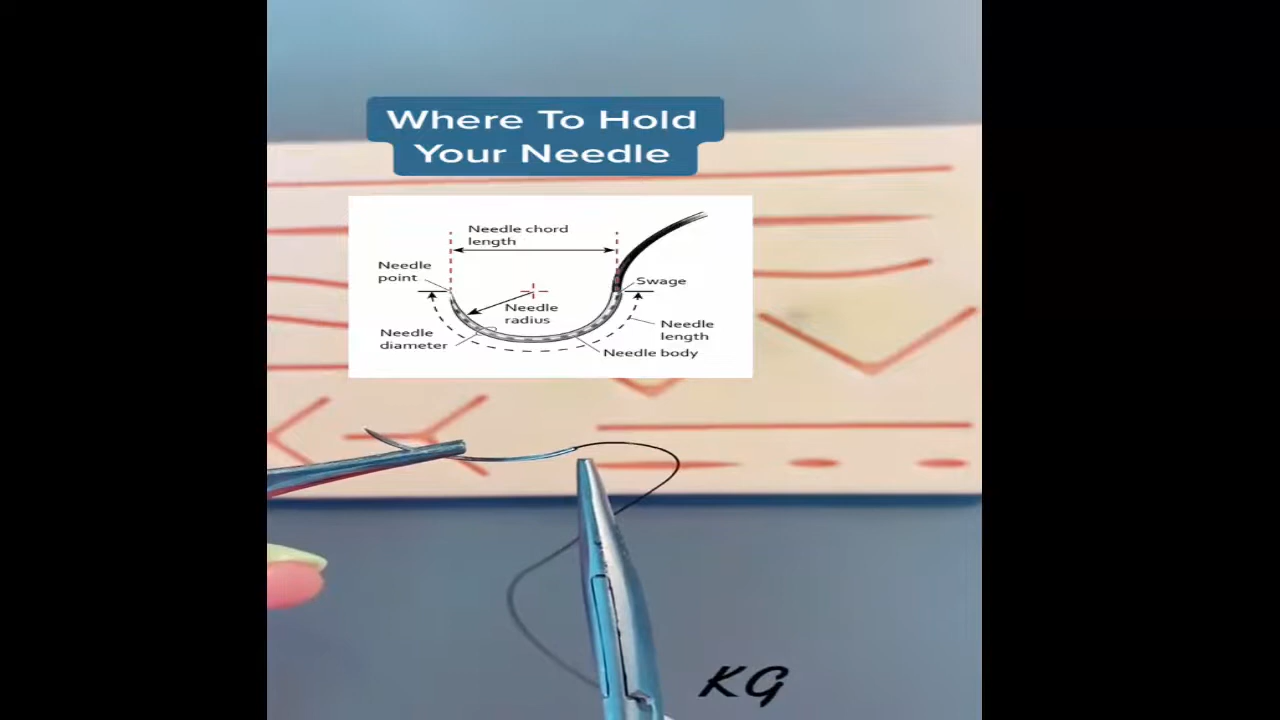 Where To Hold
Your Needle
Needle chord
length
Needle
point
Swage
Needle
radius
Needle
length
Needle
diameter
Needle body
KG